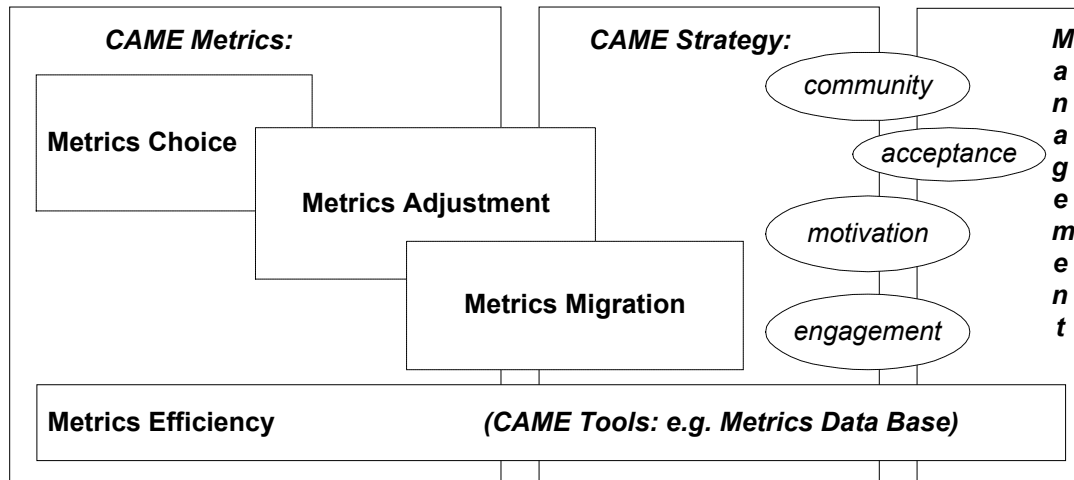 CAME Metrics:
CAME Strategy:
Management
community
Metrics Choice
acceptance
Metrics Adjustment
motivation
Metrics Migration
engagement
Metrics Efficiency
(CAME Tools: e.g. Metrics Data Base)